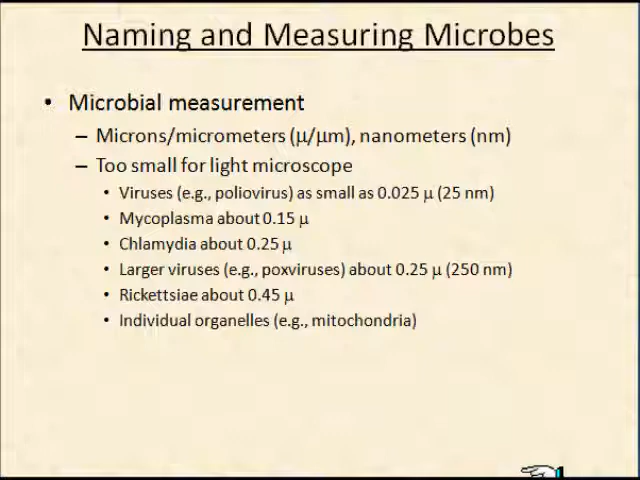 Naming and Measuring Microbes
• Microbial measurement
– Microns/micrometers (μ/μm), nanometers (nm)
– Too small for light microscope
• Viruses (e.g., poliovirus) as small as 0.025 μ (25 nm)
• Mycoplasma about 0.15 μ
• Chlamydia about 0.25 μ
• Larger viruses (e.g., poxviruses) about 0.25 μ (250 nm)
• Rickettsiae about 0.45 μ
• Individual organelles (e.g., mitochondria)